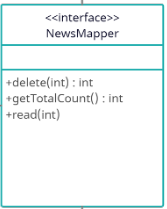 <<interface>>
NewsMapper
+delete(int) : int
+getTotalCount() : int
+read(int)